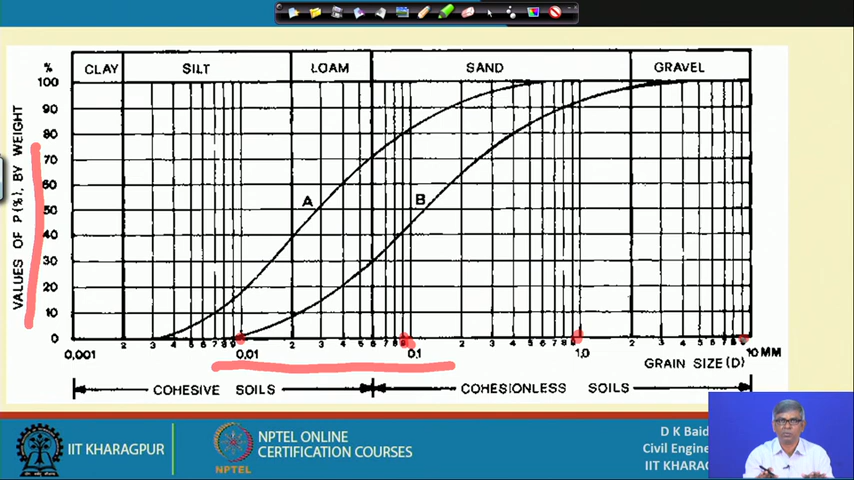 CLAY SILT LOAM SAND GRAVEL
%
100
90
80
70
60
50
40
30
20
10
0
VALUES OF P(%), BY WEIGHT
A
B
0,001 2 3 4 5 6 7 8 9 0,01 2 3 4 5 6 7 8 9 0,1 2 3 4 5 6 7 8 9 1,0 2 3 4 5 6 7 8 9 10 MM
GRAIN SIZE (D)
COHESIVE SOILS COHESIONLESS SOILS
IIT KHARAGPUR
NPTEL
NPTEL ONLINE
CERTIFICATION COURSES
D K Baid
Civil Engine
IIT KHARAG